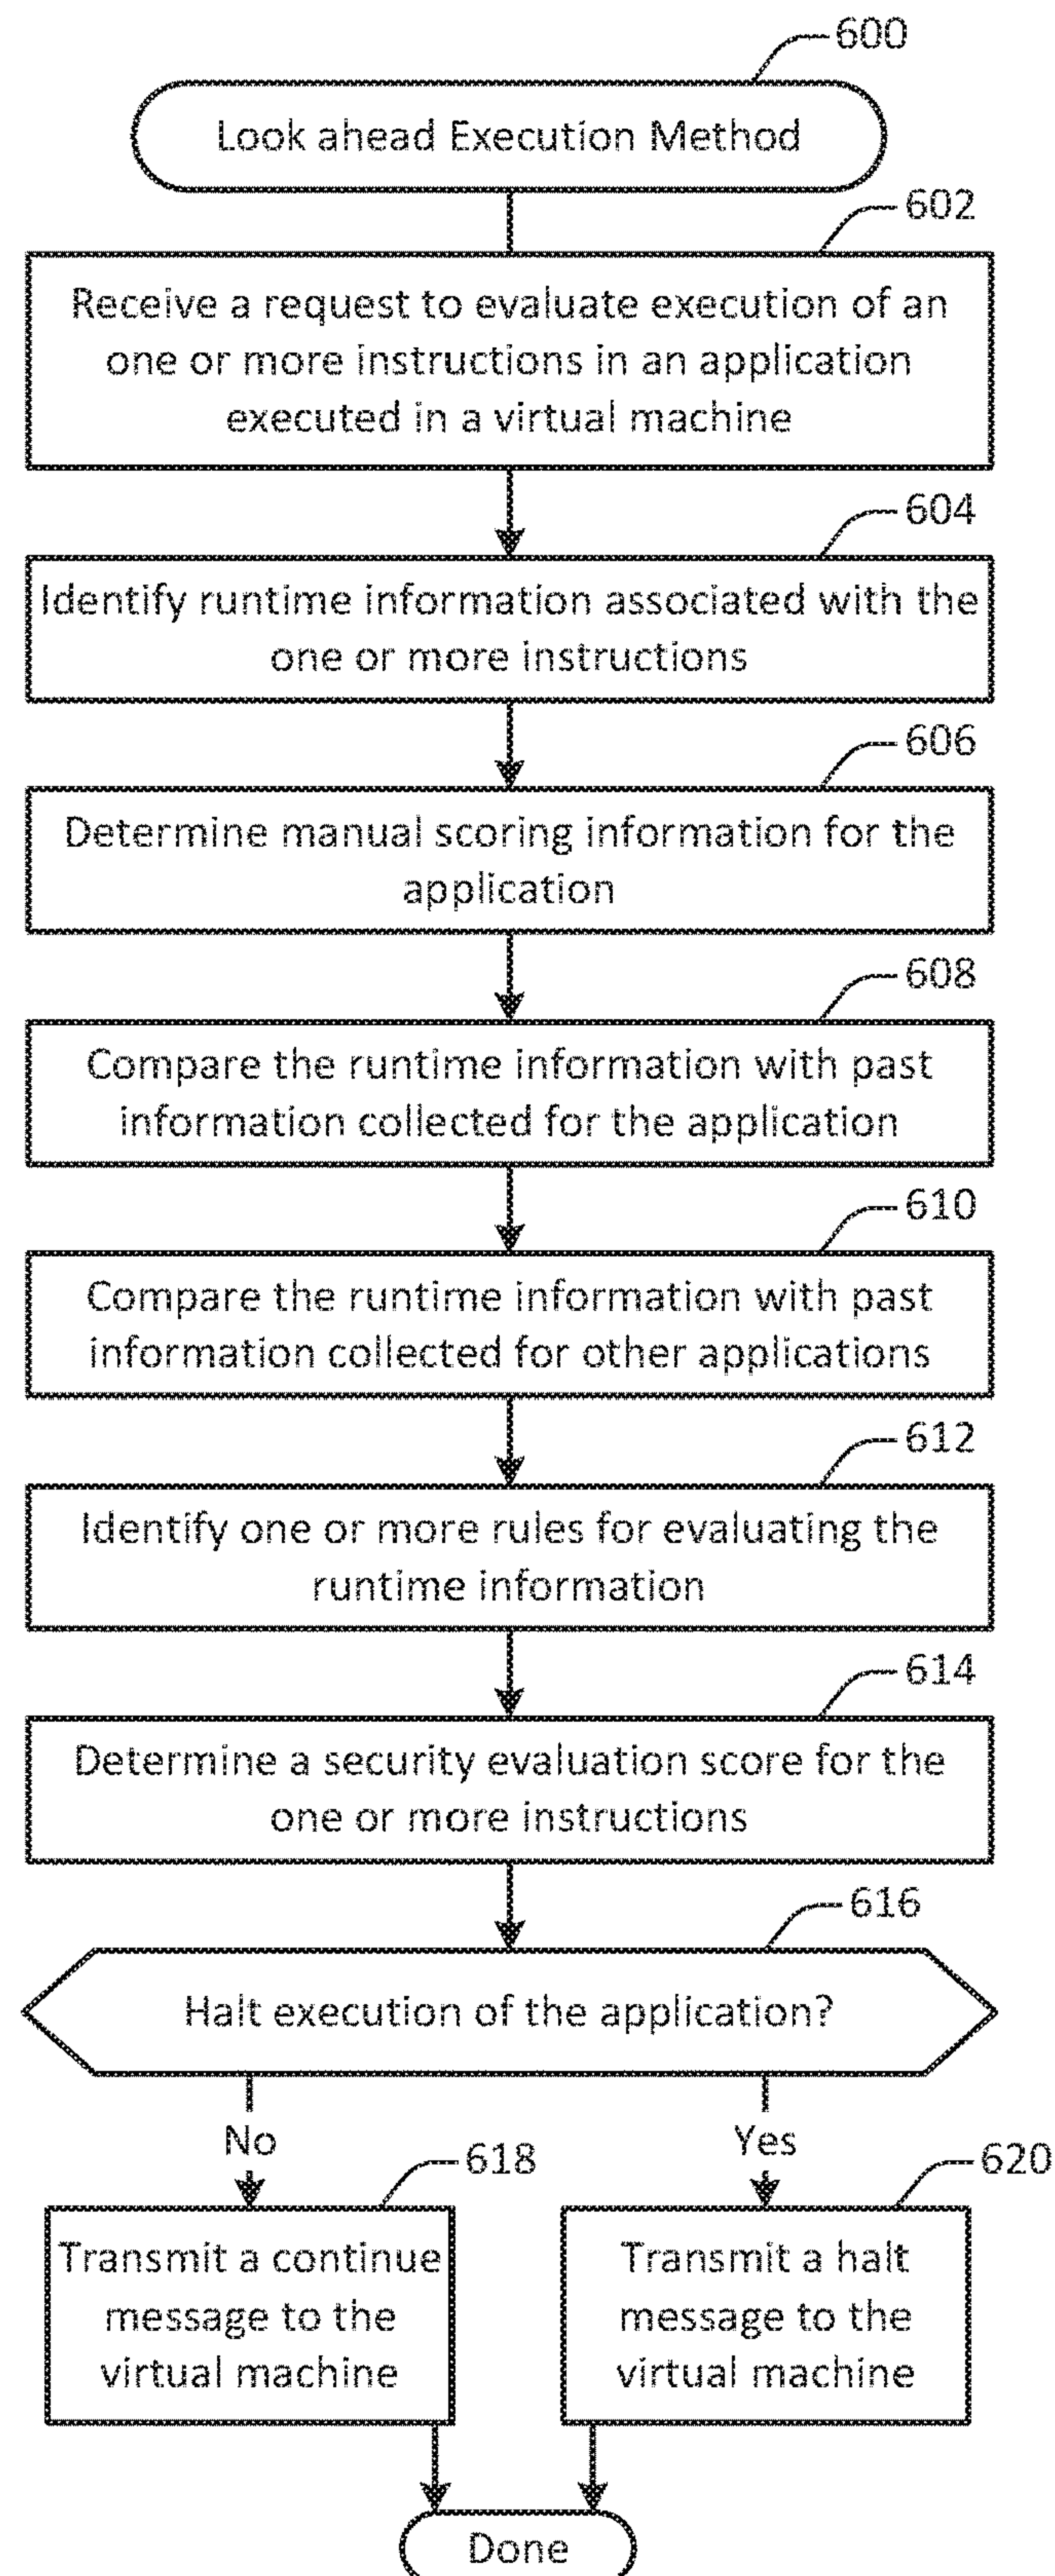 600
Look ahead Execution Method
602
Receive a request to evaluate execution of an
one or more instructions in an application
executed in a virtual machine
604
Identify runtime information associated with the
one or more instructions
606
Determine manual scoring information for the
application
608
Compare the runtime information with past
information collected for the application
610
Compare the runtime information with past
information collected for other applications
612
Identify one or more rules for evaluating the
runtime information
614
Determine a security evaluation score for the
one or more instructions
616
Halt execution of the application?
No
Yes
618
620
Transmit a continue
message to the
virtual machine
Transmit a halt
message to the
virtual machine
Done